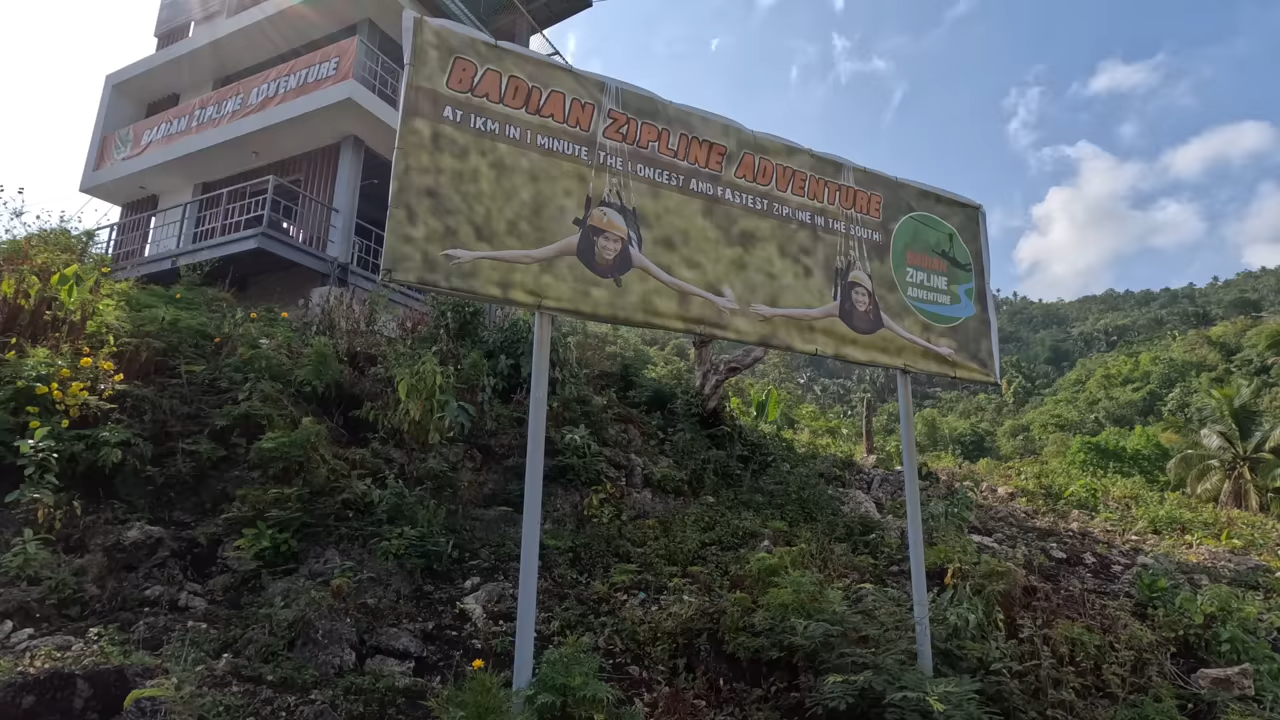 BADIAN ZIPLINE ADVENTURE
BADIAN ZIPLINE ADVENTURE
AT 1KM IN 1 MINUTE, THE LONGEST AND FASTEST ZIPLINE IN THE SOUTH!
BADIAN
ZIPLINE
ADVENTURE